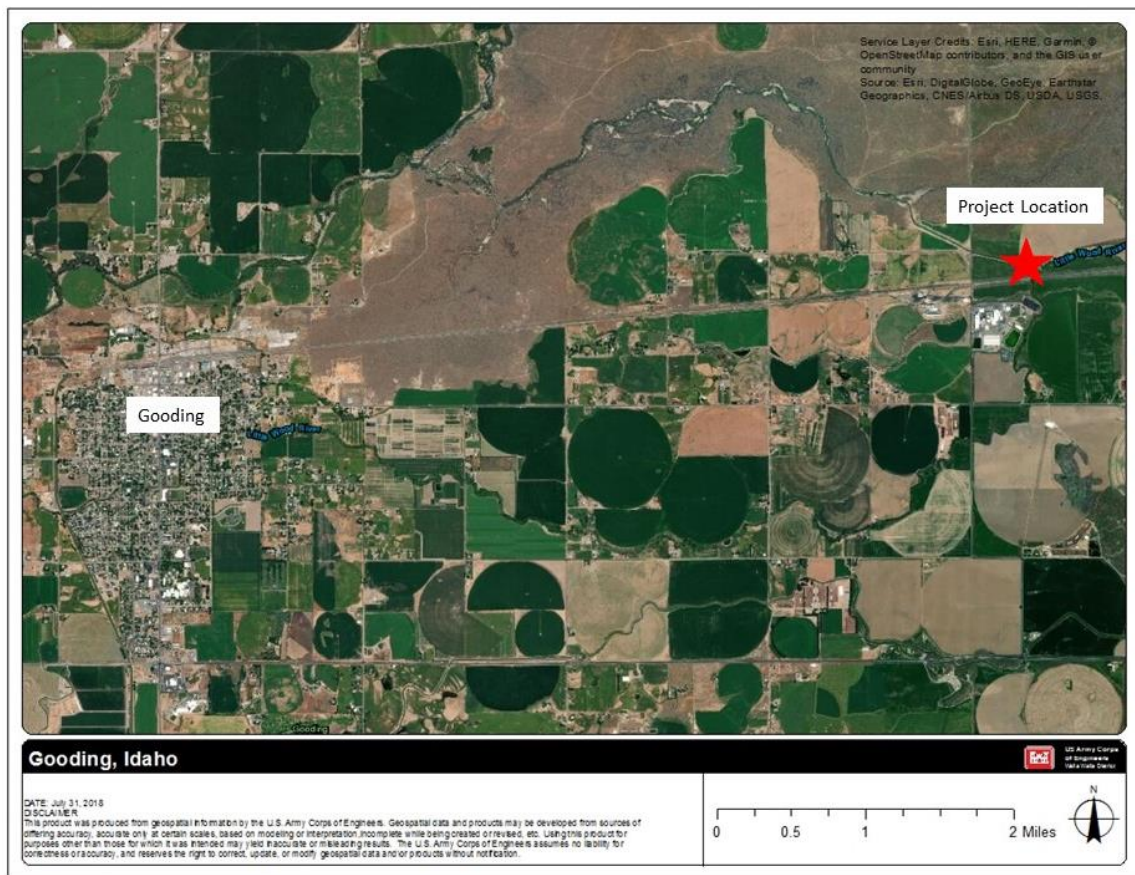 Service Layer Credits: Esri, HERE, Garmin, ©
OpenStreetMap contributors, and the GIS user
community
Source: Esri, DigitalGlobe, GeoEye, Earthstar
Geographics, CNES/Airbus DS, USDA, USGS,
Project Location
Little Wood River
Gooding
Little Wood River
Gooding
Gooding, Idaho
US Army Corps
of Engineers
Walla Walla District
DATE: July 31, 2018
DISCLAIMER
This product was produced from geospatial information by the U.S. Army Corps of Engineers. Geospatial data and products may be developed from sources of
differing accuracy, accurate only at certain scales, based on modeling or interpretation, incomplete while being created or revised, etc. Using this product for
purposes other than those for which it was intended may yield inaccurate or misleading results. The U.S. Army Corps of Engineers assumes no liability for
correctness or accuracy, and reserves the right to correct, update, or modify geospatial data and/or products without notification.
0 0.5 1 2 Miles
N